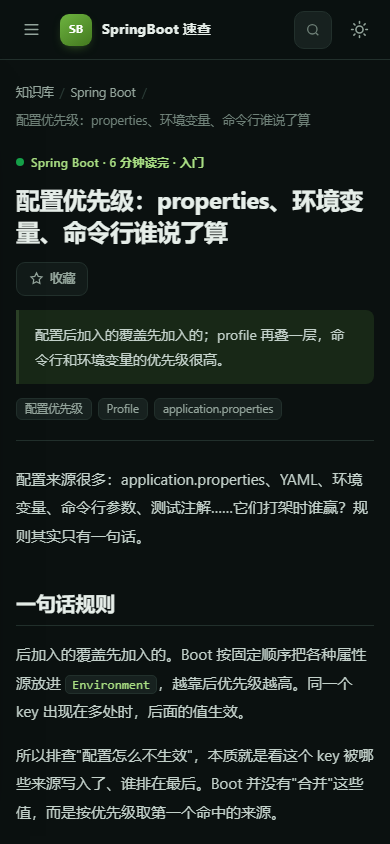 SB SpringBoot 速查
知识库 / Spring Boot /
配置优先级：properties、环境变量、命令行谁说了算
Spring Boot · 6 分钟读完 · 入门
配置优先级：properties、环境变
量、命令行谁说了算
收藏
配置后加入的覆盖先加入的；profile 再叠一层，命
令行和环境变量的优先级很高。
配置优先级 Profile application.properties
配置来源很多：application.properties、YAML、环境
变量、命令行参数、测试注解……它们打架时谁赢？规
则其实只有一句话。
一句话规则
后加入的覆盖先加入的。Boot 按固定顺序把各种属性
源放进 Environment，越靠后优先级越高。同一个
key 出现在多处时，后面的值生效。
所以排查"配置怎么不生效"，本质就是看这个 key 被哪
些来源写入了、谁排在最后。Boot 并没有"合并"这些
值，而是按优先级取第一个命中的来源。